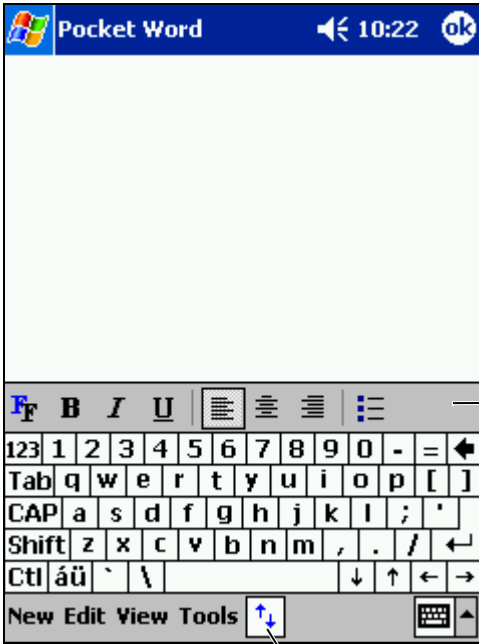 Pocket Word 10:22 ok
FF B I U
123 1 2 3 4 5 6 7 8 9 0 - =
Tab q w e r t y u i o p [ ]
CAP a s d f g h j k l ; '
Shift z x c v b n m , . /
Ctl áü ` \
New Edit View Tools